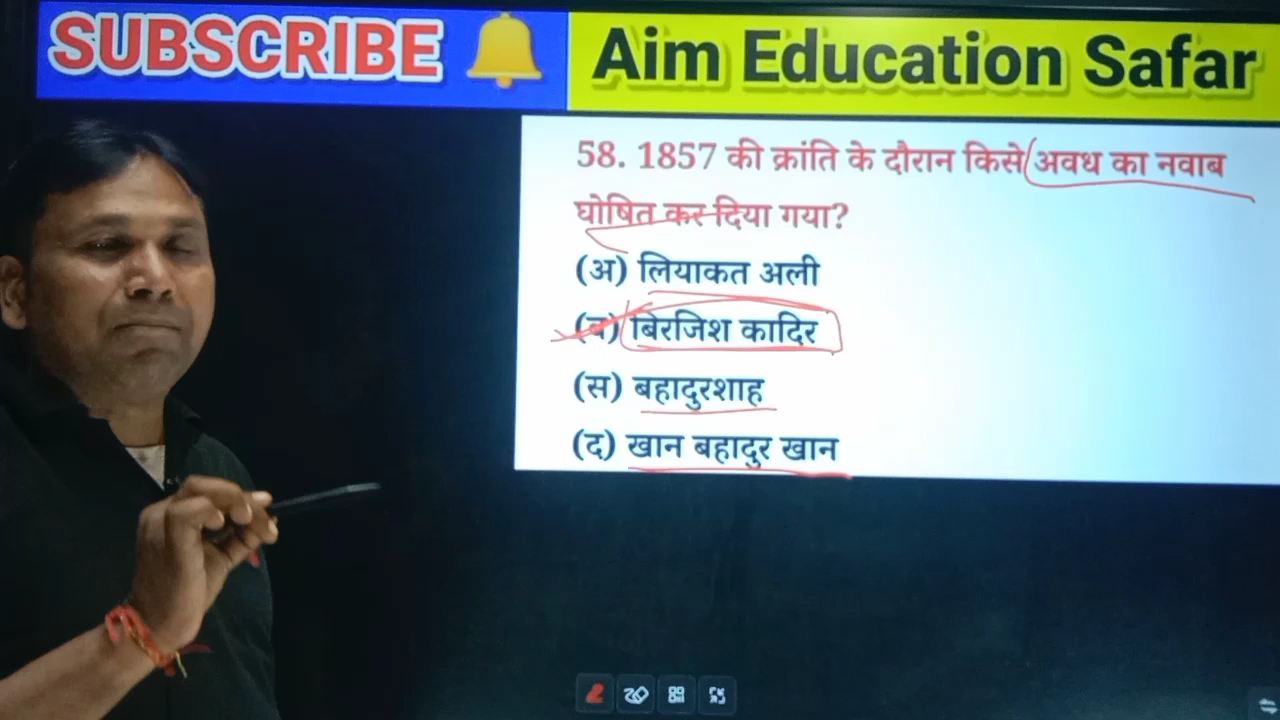 SUBSCRIBE
Aim Education Safar
58. 1857 की क्रांति के दौरान किसे अवध का नवाब
घोषित कर दिया गया?
(अ) लियाकत अली
(ब) बिरजिश कादिर
(स) बहादुरशाह
(द) खान बहादुर खान